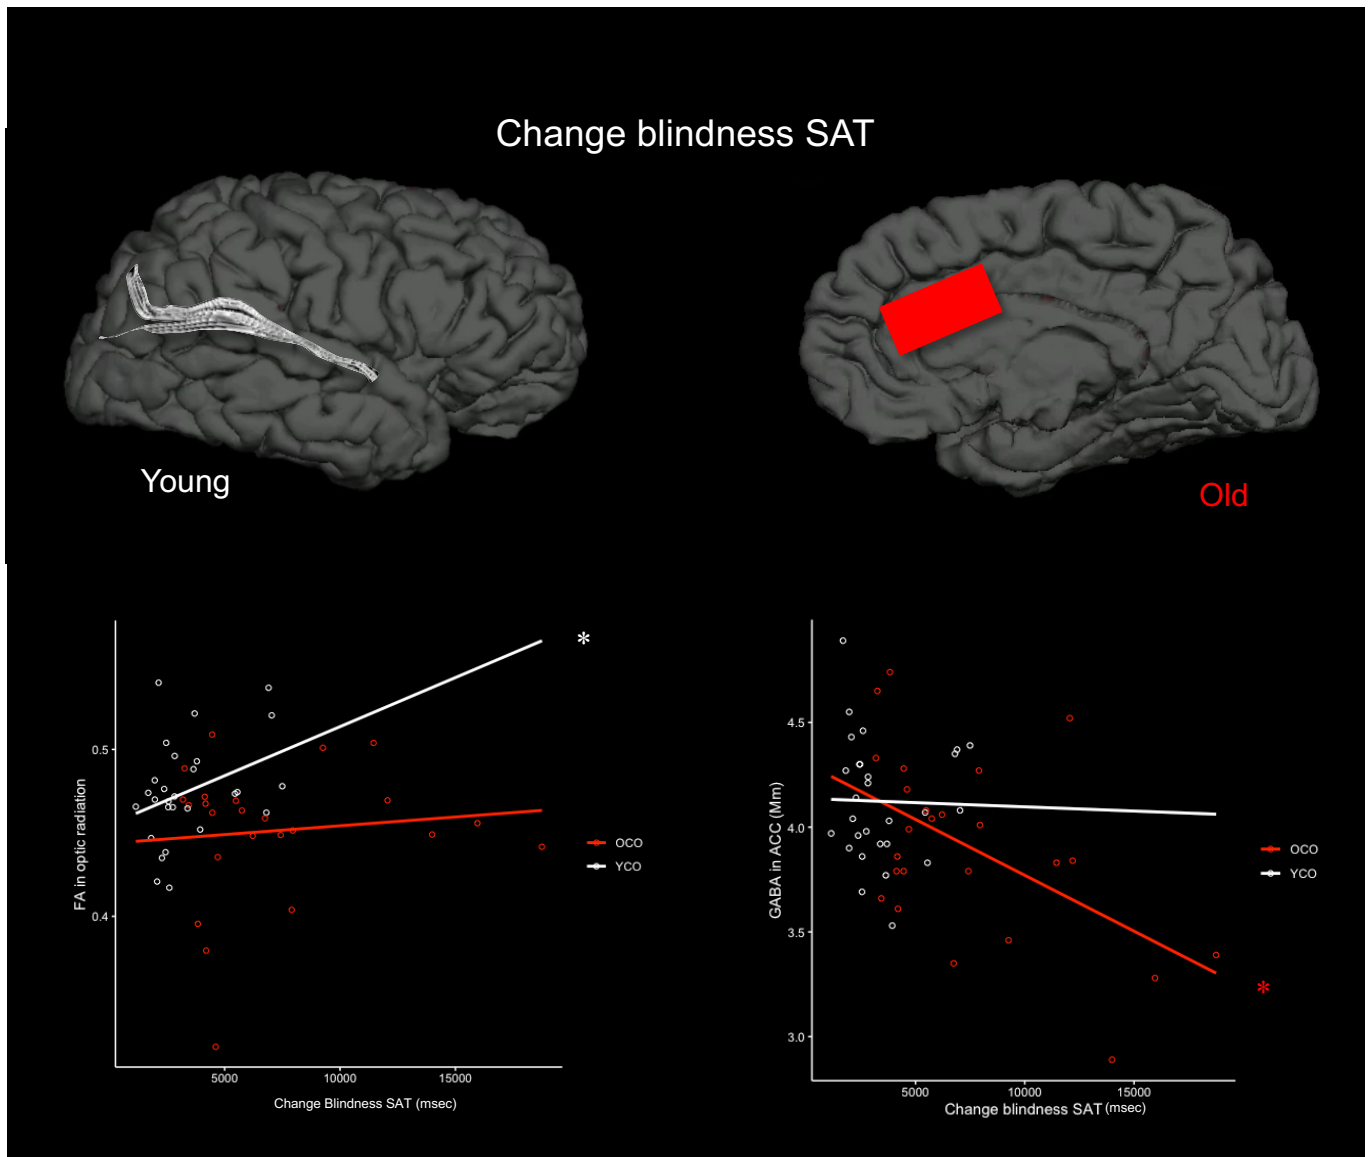 Change blindness SAT
Young
Old
*
0.5
0.4
FA in optic radiation
5000 10000 15000
Change Blindness SAT (msec)
OCO
YCO
4.5
4.0
3.5
3.0
GABA in ACC (Mm)
*
5000 10000 15000
Change blindness SAT (msec)
OCO
YCO